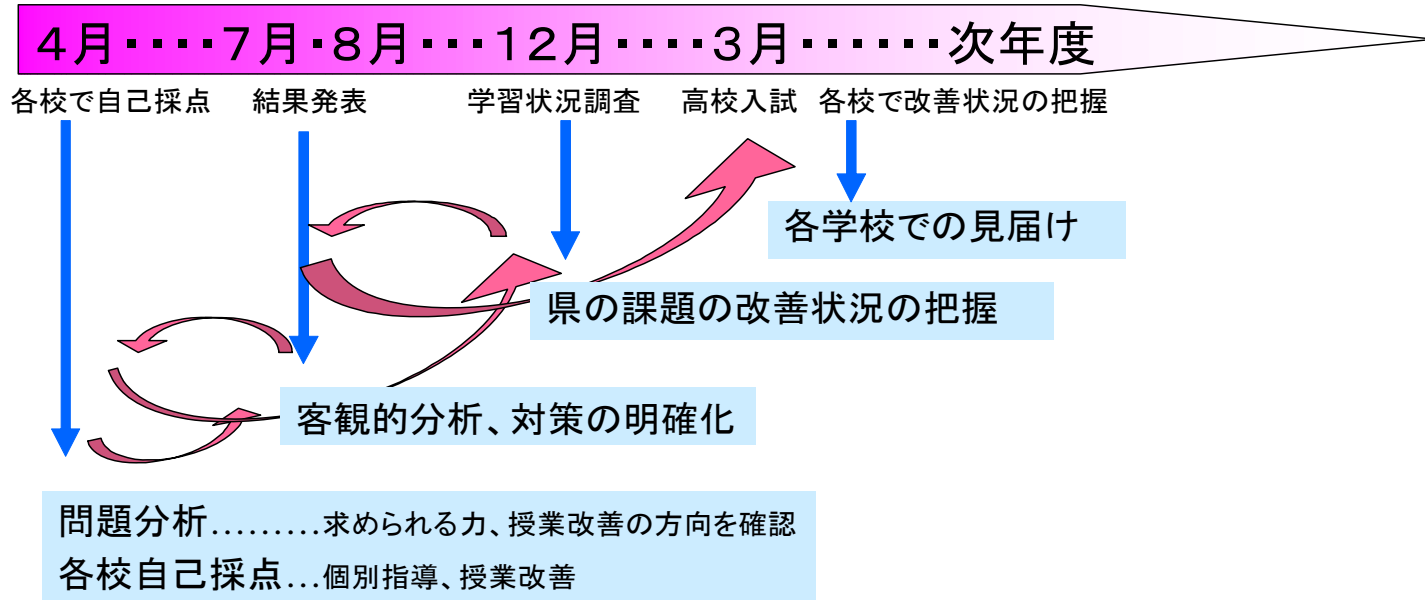 4月・・・・7月・8月・・・12月・・・・3月・・・・・・次年度
各校で自己採点 結果発表 学習状況調査 高校入試 各校で改善状況の把握
各学校での見届け
県の課題の改善状況の把握
客観的分析、対策の明確化
問題分析………求められる力、授業改善の方向を確認
各校自己採点…個別指導、授業改善